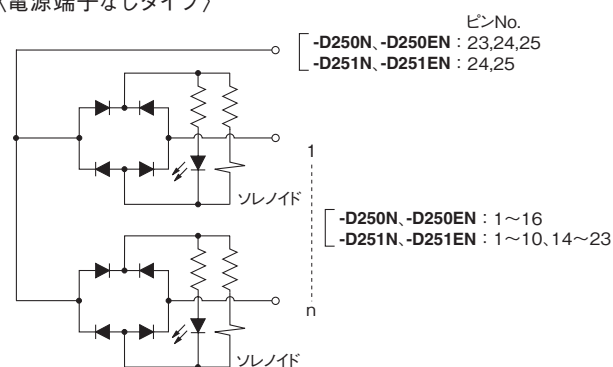 〈電源端子なしタイプ〉
ピンNo.
-D250N、-D250EN：23,24,25
-D251N、-D251EN：24,25
1
ソレノイド
-D250N、-D250EN：1～16
-D251N、-D251EN：1～10、14～23
n
ソレノイド